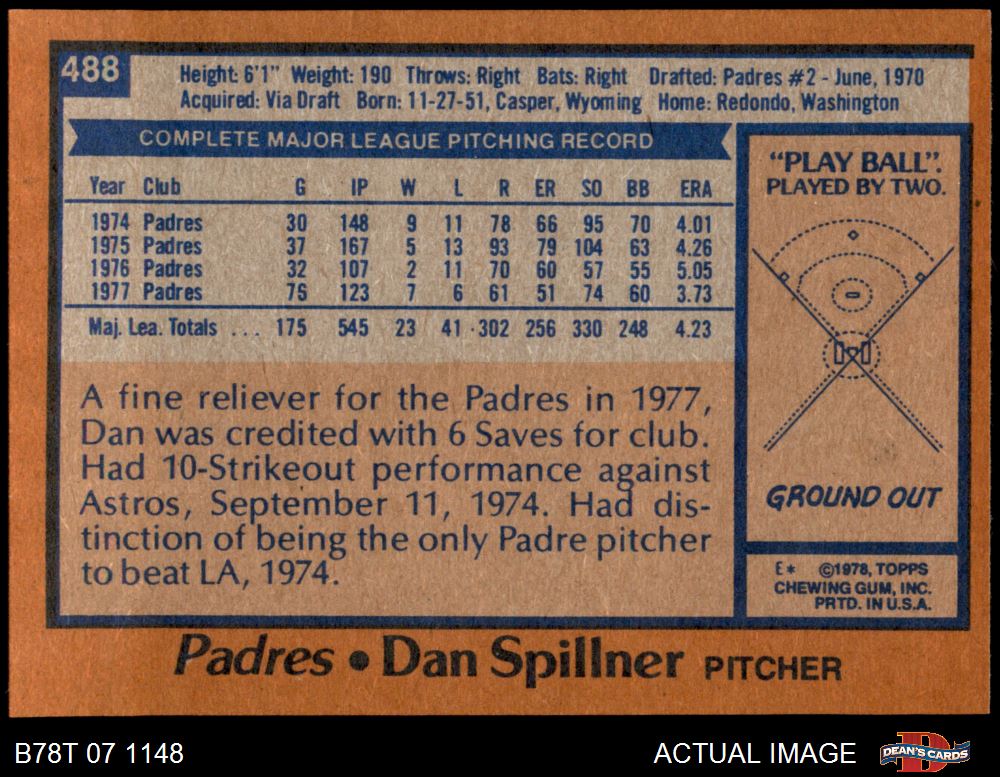 488
Height: 6'1" Weight: 190 Throws: Right Bats: Right Drafted: Padres #2 - June, 1970
Acquired: Via Draft Born: 11-27-51, Casper, Wyoming Home: Redondo, Washington
COMPLETE MAJOR LEAGUE PITCHING RECORD
Year Club G IP W L R ER SO BB ERA
1974 Padres 30 148 9 11 78 66 95 70 4.01
1975 Padres 37 167 5 13 93 79 104 63 4.26
1976 Padres 32 107 2 11 70 60 57 55 5.05
1977 Padres 76 123 7 6 61 51 74 60 3.73
Maj. Lea. Totals ... 175 545 23 41 302 256 330 248 4.23
A fine reliever for the Padres in 1977,
Dan was credited with 6 Saves for club.
Had 10-Strikeout performance against
Astros, September 11, 1974. Had dis-
tinction of being the only Padre pitcher
to beat LA, 1974.
"PLAY BALL".
PLAYED BY TWO.
GROUND OUT
E* ©1978, TOPPS
CHEWING GUM, INC.
PRTD. IN U.S.A.
Padres • Dan Spillner PITCHER
B78T 07 1148
ACTUAL IMAGE
DEAN'S CARDS